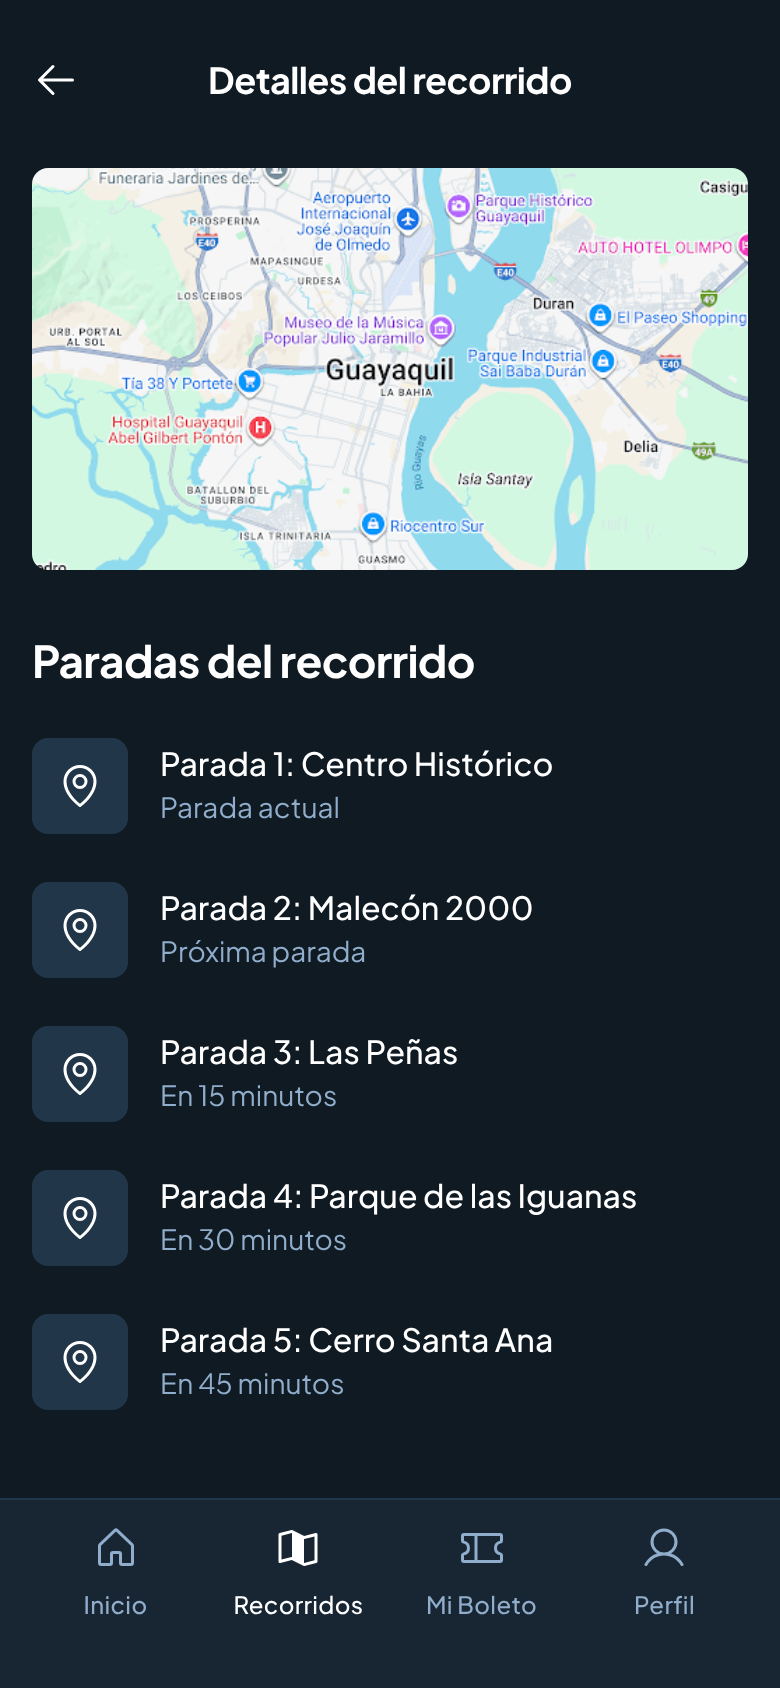 Detalles del recorrido
Funeraria Jardines de...
Casigu
Aeropuerto
Internacional
José Joaquín
de Olmedo
Parque Histórico
Guayaquil
PROSPERINA
E40
AUTO HOTEL OLIMPO
MAPASINGUE
E40
URDESA
LOS CEIBOS
Duran
49
El Paseo Shopping
Museo de la Música
Popular Julio Jaramillo
URB. PORTAL
AL SOL
Parque Industrial
Sai Baba Durán
E40
Guayaquil
Tía 38 Y Portete
LA BAHIA
Hospital Guayaquil
Abel Gilbert Pontón
H
Delia
49A
Río Guayas
Isla Santay
BATALLON DEL
SUBURBIO
Riocentro Sur
ISLA TRINITARIA
GUASMO
edro
Paradas del recorrido
Parada 1: Centro Histórico
Parada actual
Parada 2: Malecón 2000
Próxima parada
Parada 3: Las Peñas
En 15 minutos
Parada 4: Parque de las Iguanas
En 30 minutos
Parada 5: Cerro Santa Ana
En 45 minutos
Inicio
Recorridos
Mi Boleto
Perfil